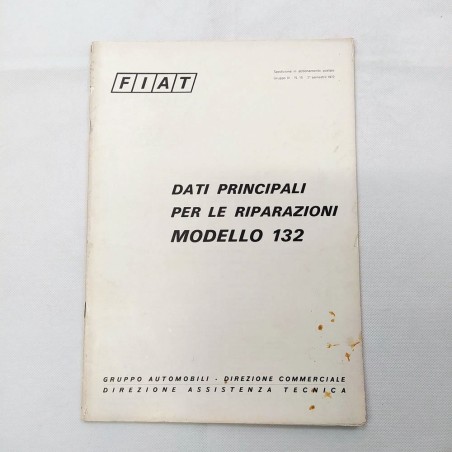 FIAT
DATI PRINCIPALI
PER LE RIPARAZIONI
MODELLO 132
GRUPPO AUTOMOBILI - DIREZIONE COMMERCIALE
DIREZIONE ASSISTENZA TECNICA